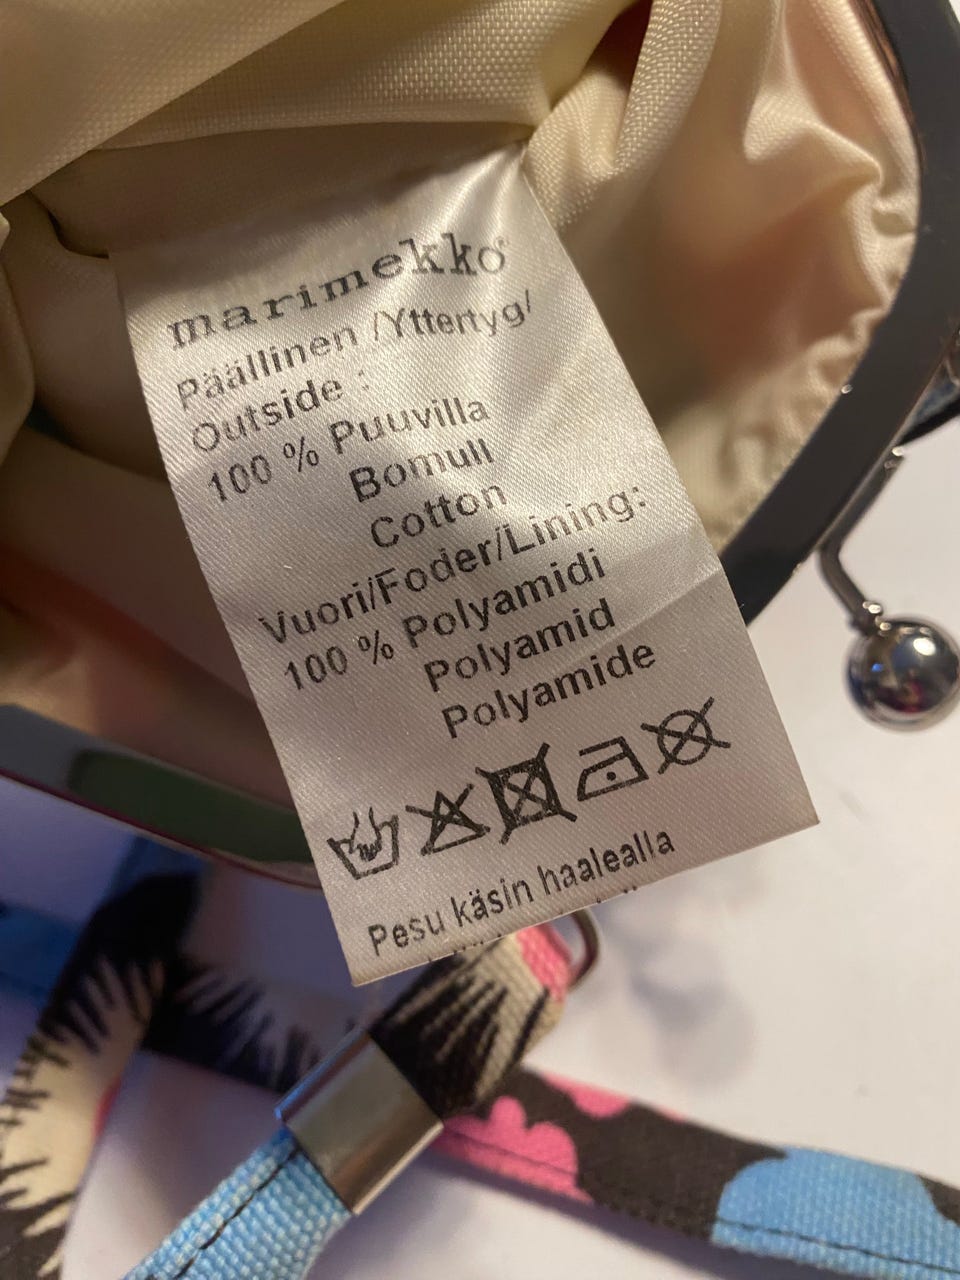 marimekko®
Päällinen /Yttertyg/
Outside :
100 % Puuvilla
Bomull
Cotton
Vuori/Foder/Lining:
100 % Polyamidi
Polyamid
Polyamide
Pesu käsin haalealla